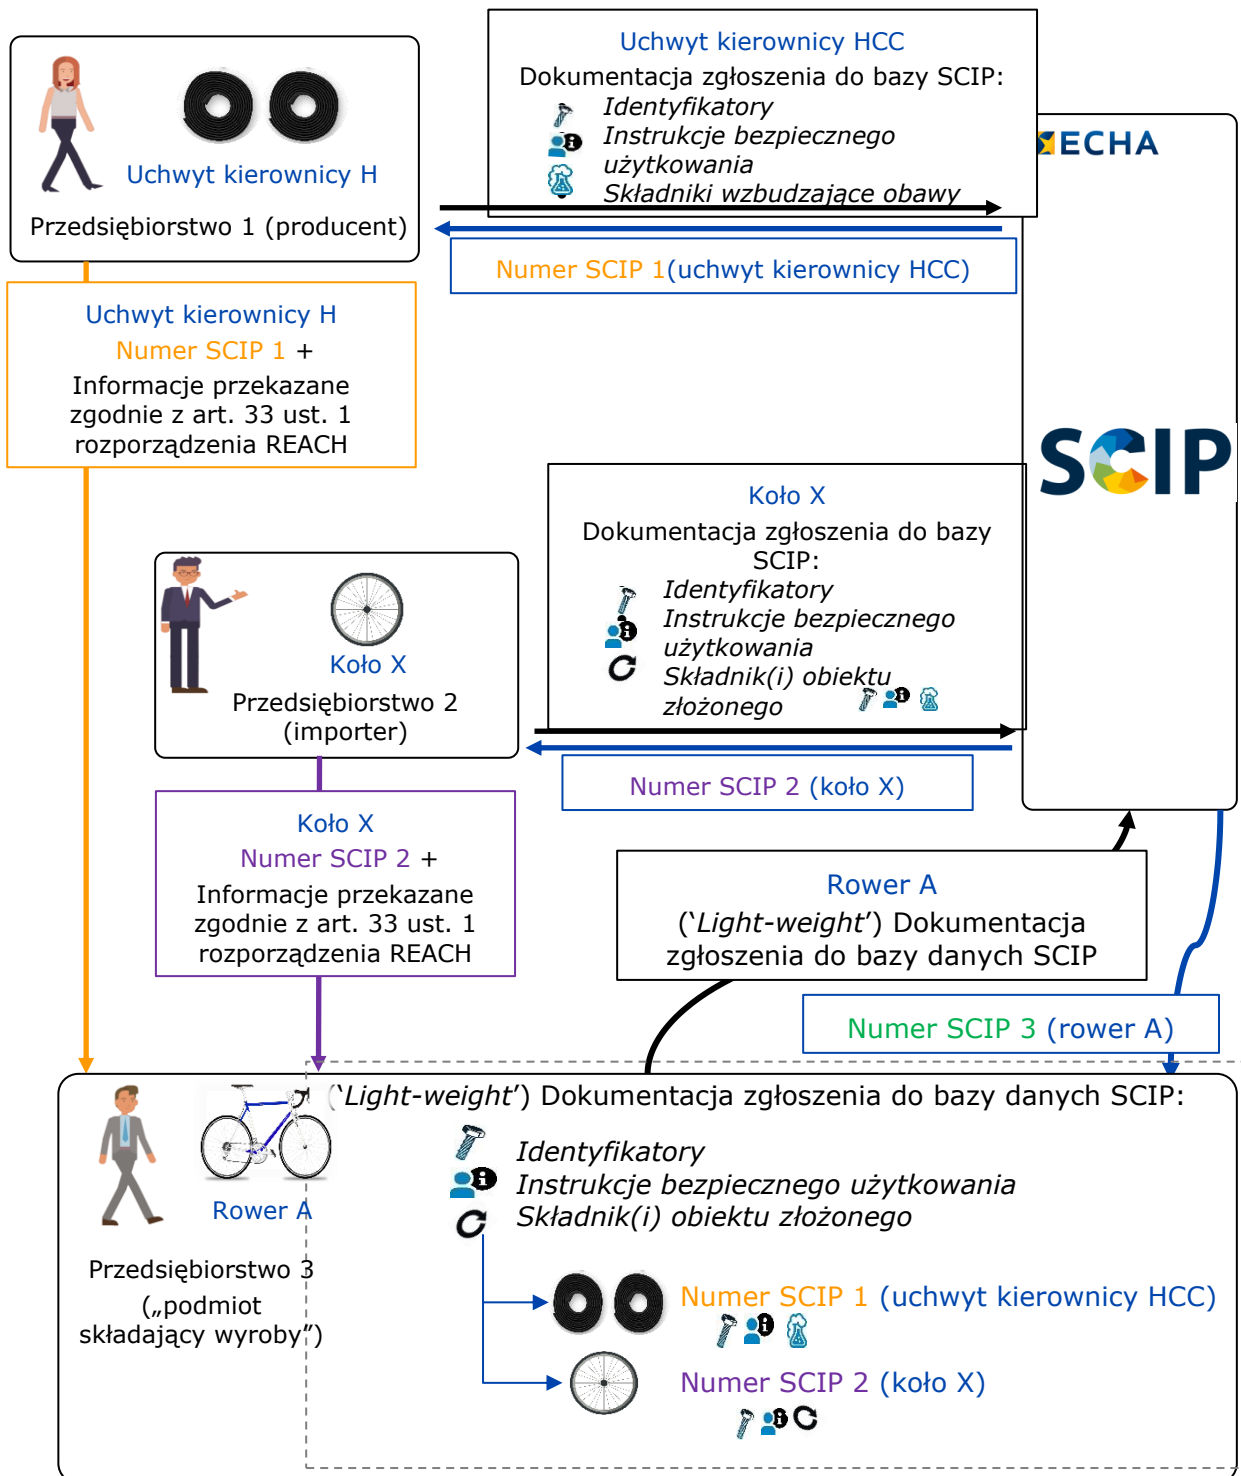 Uchwyt kierownicy HCC
Dokumentacja zgłoszenia do bazy SCIP:
Identyfikatory
Instrukcje bezpiecznego
użytkowania
Składniki wzbudzające obawy
ECHA
Uchwyt kierownicy H
Przedsiębiorstwo 1 (producent)
Numer SCIP 1(uchwyt kierownicy HCC)
Uchwyt kierownicy H
Numer SCIP 1 +
Informacje przekazane
zgodnie z art. 33 ust. 1
rozporządzenia REACH
SCIP
Koło X
Dokumentacja zgłoszenia do bazy
SCIP:
Identyfikatory
Instrukcje bezpiecznego
użytkowania
Składnik(i) obiektu
złożonego
Koło X
Przedsiębiorstwo 2
(importer)
Numer SCIP 2 (koło X)
Koło X
Numer SCIP 2 +
Informacje przekazane
zgodnie z art. 33 ust. 1
rozporządzenia REACH
Rower A
(‘Light-weight’) Dokumentacja
zgłoszenia do bazy danych SCIP
Numer SCIP 3 (rower A)
(‘Light-weight’) Dokumentacja zgłoszenia do bazy danych SCIP:
Identyfikatory
Instrukcje bezpiecznego użytkowania
Składnik(i) obiektu złożonego
Rower A
Przedsiębiorstwo 3
(„podmiot
składający wyroby”)
Numer SCIP 1 (uchwyt kierownicy HCC)
Numer SCIP 2 (koło X)